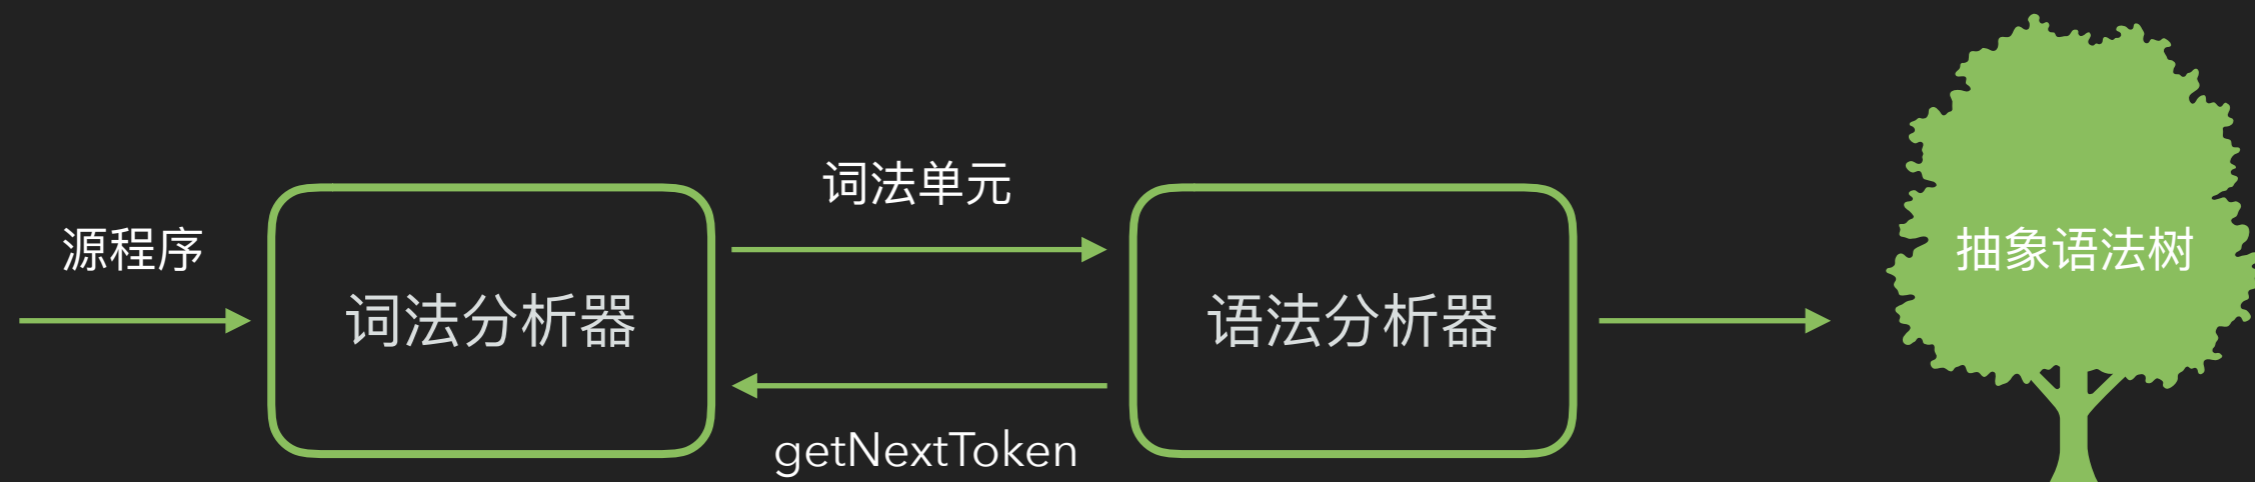 源程序
词法分析器
词法单元
getNextToken
语法分析器
抽象语法树